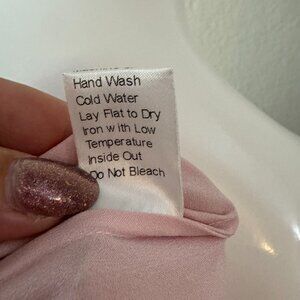 Hand Wash
Cold Water
Lay Flat to Dry
Iron with Low
Temperature
Inside Out
Do Not Bleach